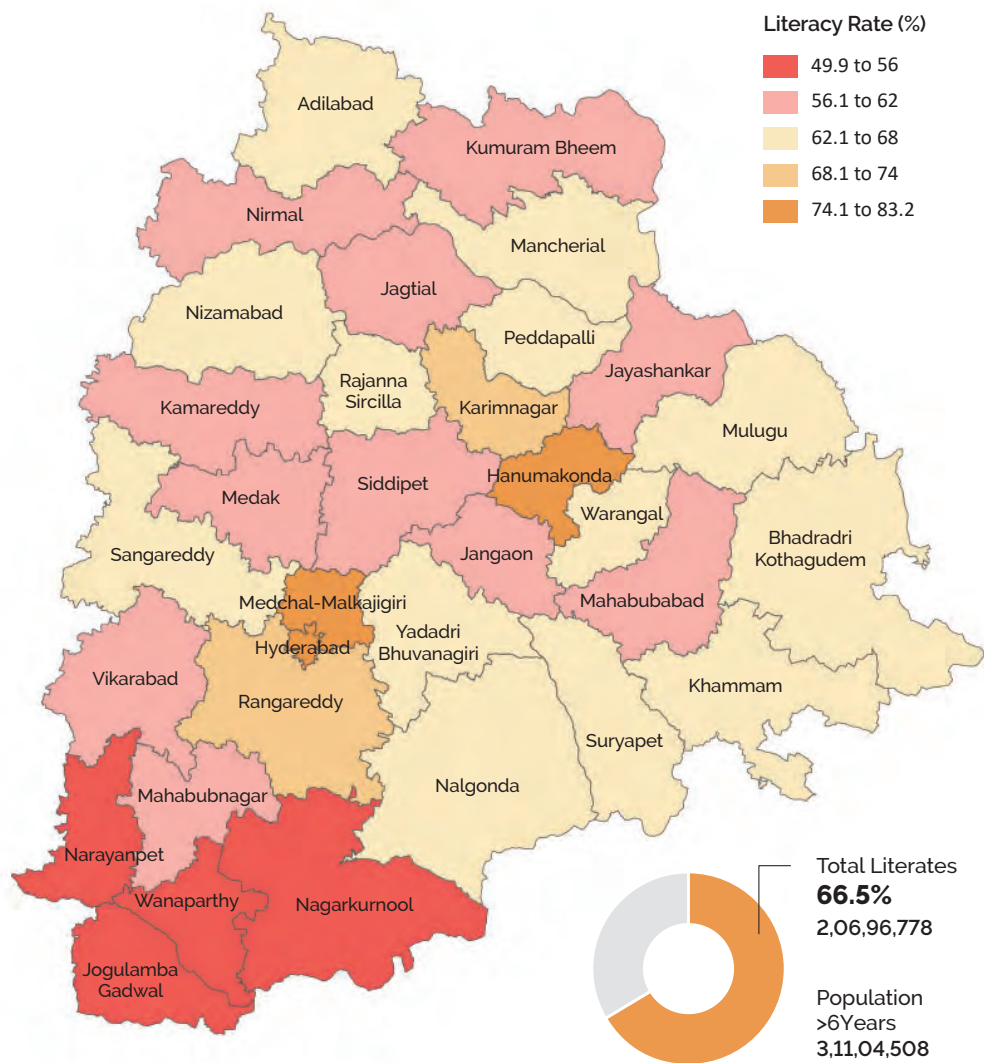 Literacy Rate (%)
49.9 to 56
56.1 to 62
62.1 to 68
68.1 to 74
74.1 to 83.2
Adilabad
Kumuram Bheem
Nirmal
Mancherial
Jagtial
Nizamabad
Peddapalli
Rajanna
Sircilla
Jayashankar
Kamareddy
Karimnagar
Mulugu
Medak
Siddipet
Hanumakonda
Warangal
Sangareddy
Jangaon
Bhadradri
Kothagudem
Medchal-Malkajigiri
Mahabubabad
Hyderabad
Yadadri
Bhuvanagiri
Vikarabad
Rangareddy
Khammam
Suryapet
Nalgonda
Mahabubnagar
Narayanpet
Wanaparthy
Nagarkurnool
Jogulamba
Gadwal
Total Literates
66.5%
2,06,96,778
Population
>6Years
3,11,04,508